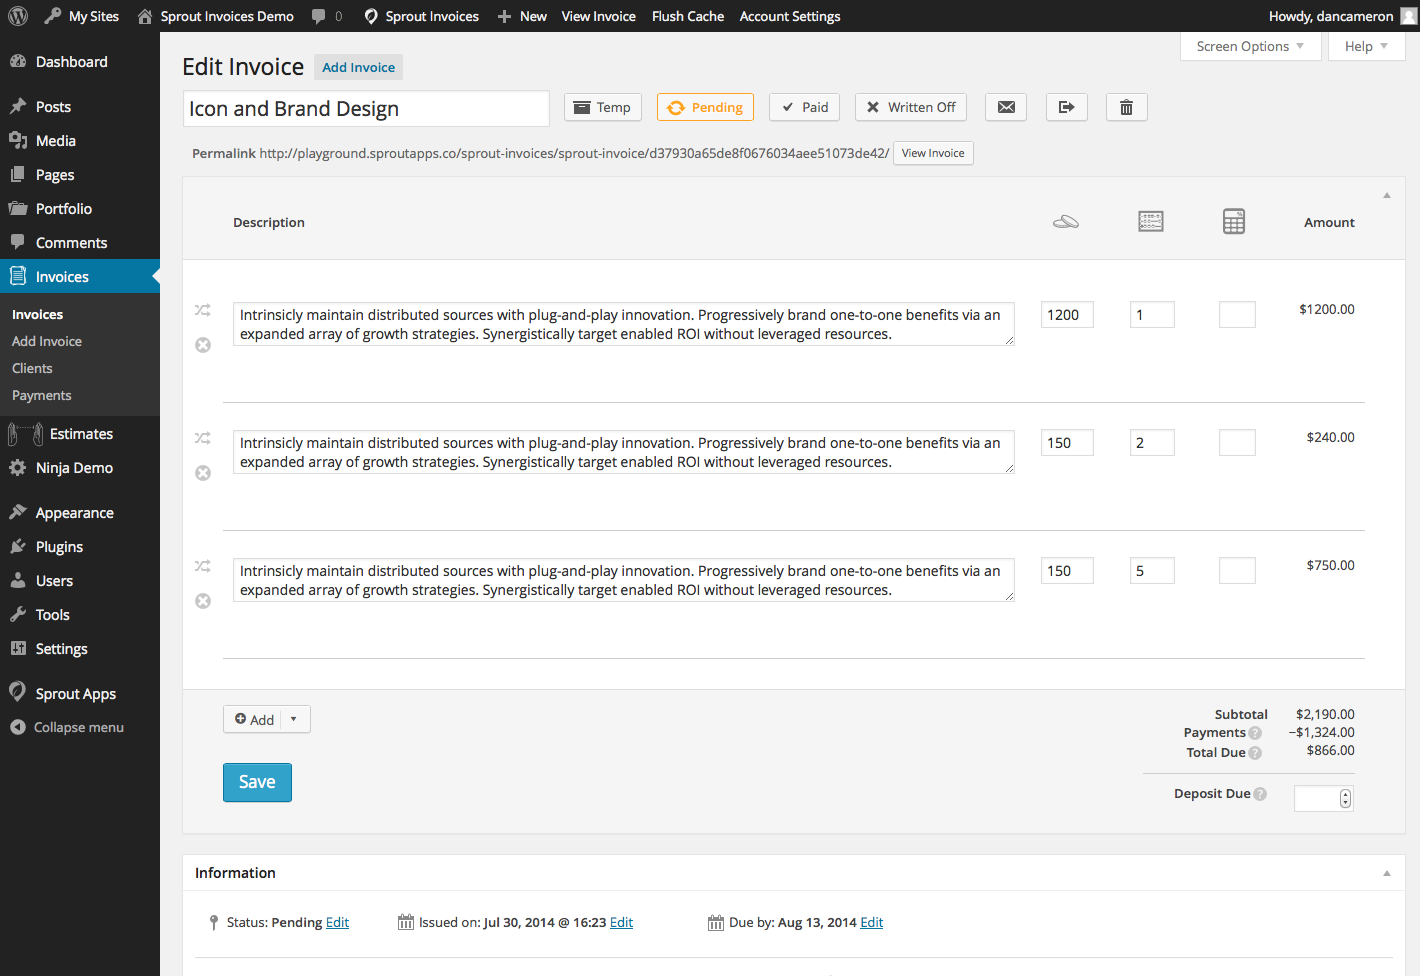 My Sites
Sprout Invoices Demo
0
Sprout Invoices
New
View Invoice
Flush Cache
Account Settings
Howdy, dancameron
Screen Options
Help
Dashboard
Posts
Media
Pages
Portfolio
Comments
Invoices
Invoices
Add Invoice
Clients
Payments
Estimates
Ninja Demo
Appearance
Plugins
Users
Tools
Settings
Sprout Apps
Collapse menu
Edit Invoice
Add Invoice
Icon and Brand Design
Temp
Pending
Paid
Written Off
Permalink http://playground.sproutapps.co/sprout-invoices/sprout-invoice/d37930a65de8f0676034aee51073de42/
View Invoice
Description
Amount
Intrinsicly maintain distributed sources with plug-and-play innovation. Progressively brand one-to-one benefits via an
expanded array of growth strategies. Synergistically target enabled ROI without leveraged resources.
1200
1
$1200.00
Intrinsicly maintain distributed sources with plug-and-play innovation. Progressively brand one-to-one benefits via an
expanded array of growth strategies. Synergistically target enabled ROI without leveraged resources.
150
2
$240.00
Intrinsicly maintain distributed sources with plug-and-play innovation. Progressively brand one-to-one benefits via an
expanded array of growth strategies. Synergistically target enabled ROI without leveraged resources.
150
5
$750.00
Add
Save
Subtotal $2,190.00
Payments ? −$1,324.00
Total Due ? $866.00
Deposit Due ?
Information
Status: Pending Edit
Issued on: Jul 30, 2014 @ 16:23 Edit
Due by: Aug 13, 2014 Edit